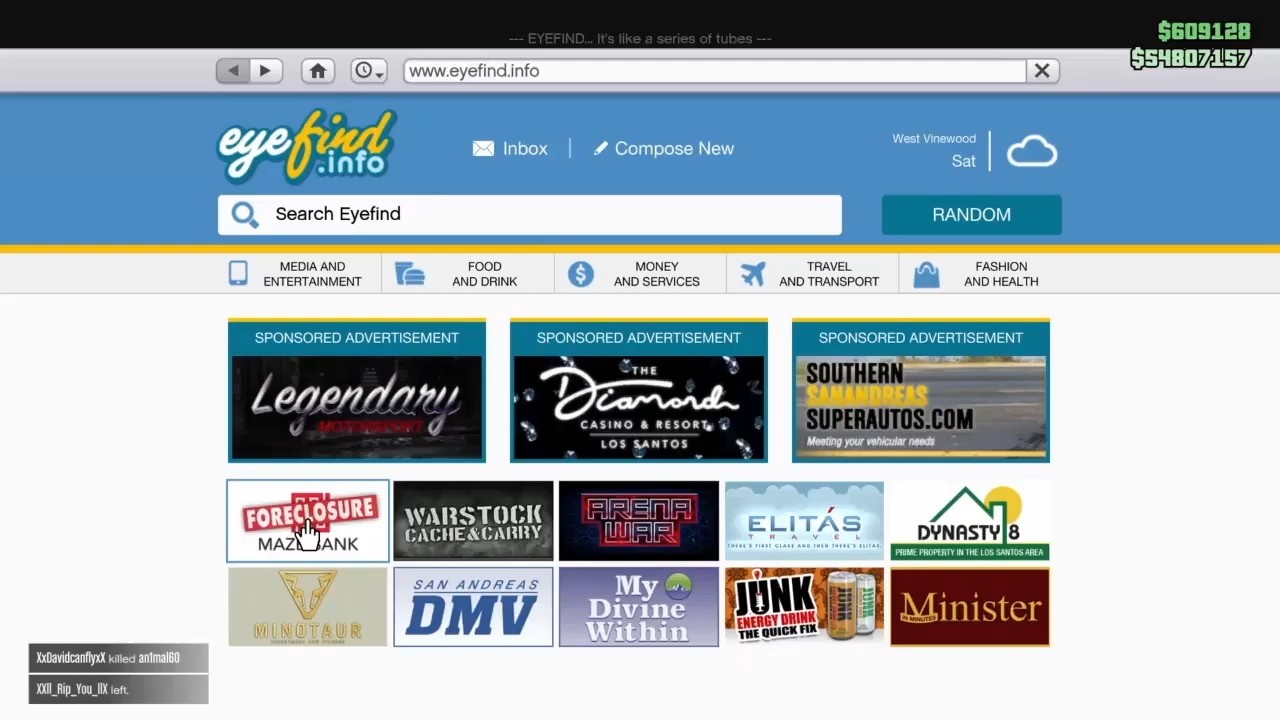 --- EYEFIND... It's like a series of tubes ---
$609128
$54807157
www.eyefind.info
eyefind
.info
Inbox
Compose New
West Vinewood
Sat
Search Eyefind
RANDOM
MEDIA AND
ENTERTAINMENT
FOOD
AND DRINK
MONEY
AND SERVICES
TRAVEL
AND TRANSPORT
FASHION
AND HEALTH
SPONSORED ADVERTISEMENT
Legendary
MOTORSPORT
SPONSORED ADVERTISEMENT
THE
Diamond
CASINO & RESORT
LOS SANTOS
SPONSORED ADVERTISEMENT
SOUTHERN
SANANDREAS
SUPERAUTOS.COM
Meeting your vehicular needs
FORECLOSURE
MAZE BANK
WARSTOCK
CACHE & CARRY
ARENA
WAR
ELITÁS
TRAVEL
THERE'S FIRST CLASS AND THEN THERE'S ELITAS
DYNASTY 8
PRIME PROPERTY IN THE LOS SANTOS AREA
MINOTAUR
SAN ANDREAS
DMV
My
Divine
Within
JUNK
ENERGY DRINK
THE QUICK FIX
Minister
IN MINUTES
XxDavidcanflyxX killed an1mal60
XXll_Rip_You_llX left.